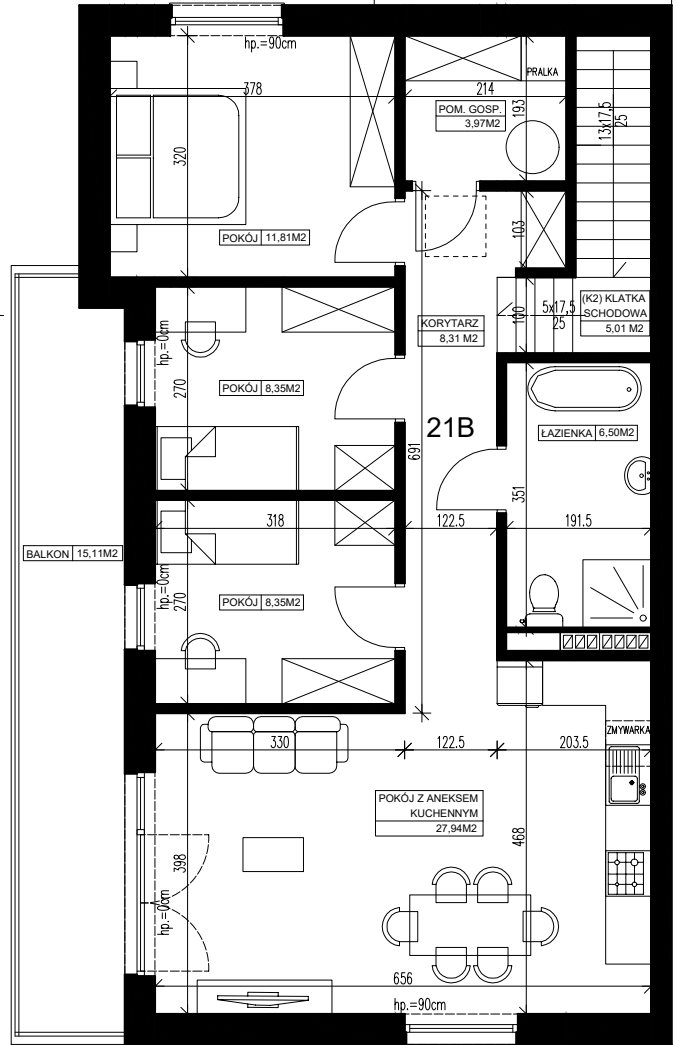 hp.=90cm
378
320
POKÓJ 11,81M2
PRALKA
214
POM. GOSP.
3,97M2
193
13x17,5
25
103
(K2) KLATKA
SCHODOWA
5,01 M2
5x17,5
25
100
KORYTARZ
8,31 M2
hp.=0cm
270
POKÓJ 8,35M2
21B
691
ŁAZIENKA 6,50M2
351
318
122.5
191.5
BALKON 15,11M2
hp.=0cm
270
POKÓJ 8,35M2
330
122.5
203.5
ZMYWARKA
POKÓJ Z ANEKSEM
KUCHENNYM
27,94M2
468
398
hp.=0cm
656
hp.=90cm